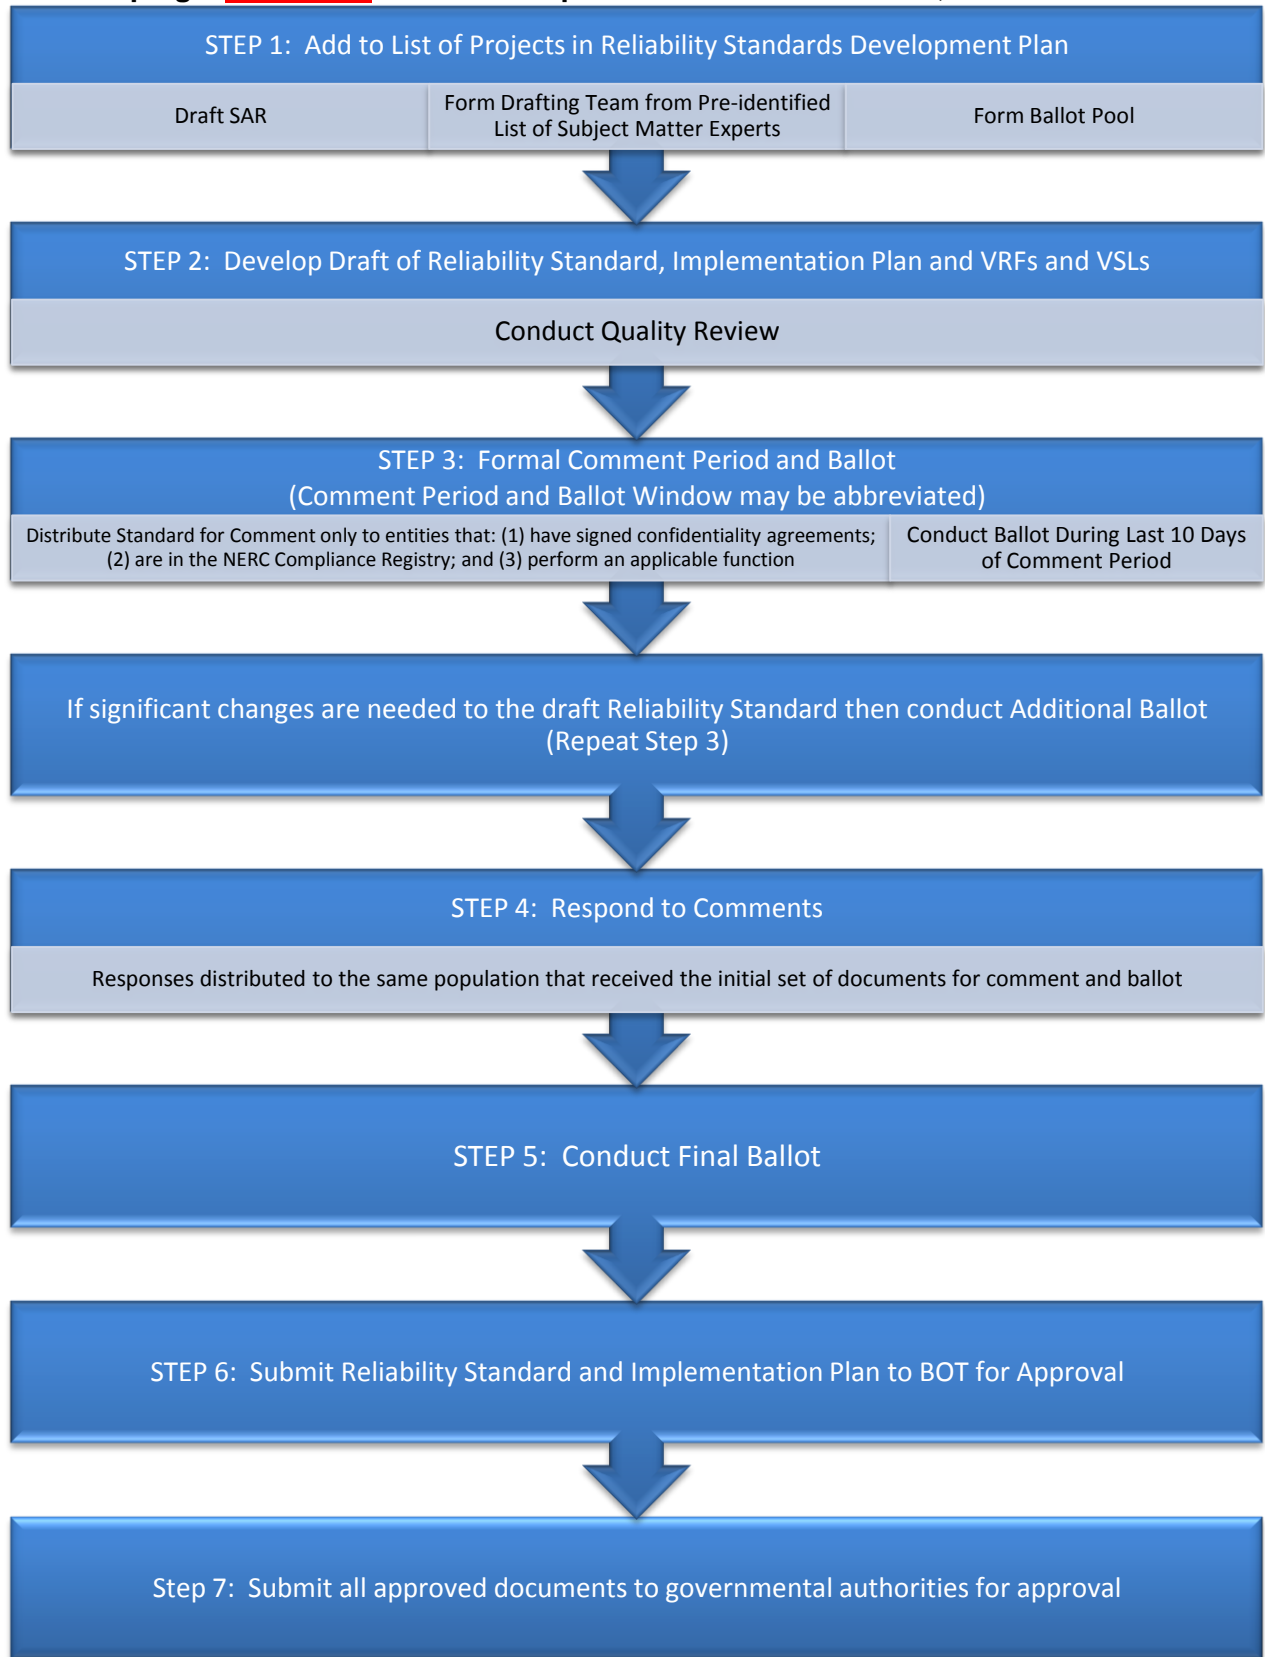 STEP 1: Add to List of Projects in Reliability Standards Development Plan
Draft SAR
Form Drafting Team from Pre-identified
List of Subject Matter Experts
Form Ballot Pool
STEP 2: Develop Draft of Reliability Standard, Implementation Plan and VRFs and VSLs
Conduct Quality Review
STEP 3: Formal Comment Period and Ballot
(Comment Period and Ballot Window may be abbreviated)
Distribute Standard for Comment only to entities that: (1) have signed confidentiality agreements;
(2) are in the NERC Compliance Registry; and (3) perform an applicable function
Conduct Ballot During Last 10 Days
of Comment Period
If significant changes are needed to the draft Reliability Standard then conduct Additional Ballot
(Repeat Step 3)
STEP 4: Respond to Comments
Responses distributed to the same population that received the initial set of documents for comment and ballot
STEP 5: Conduct Final Ballot
STEP 6: Submit Reliability Standard and Implementation Plan to BOT for Approval
Step 7: Submit all approved documents to governmental authorities for approval